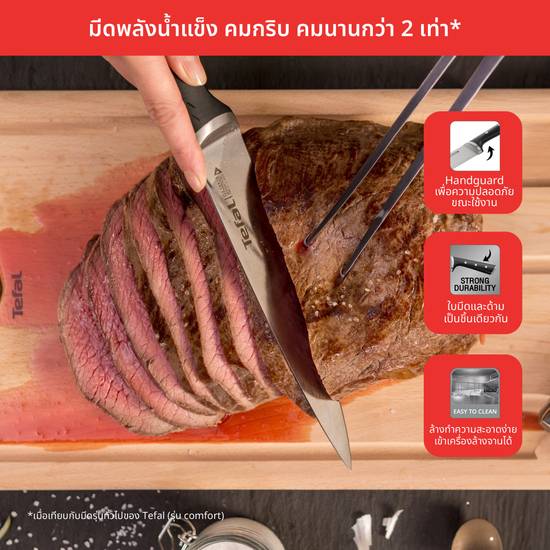 มีดพลังน้ำแข็ง คมกริบ คมนานกว่า 2 เท่า*
Handguard
เพื่อความปลอดภัย
ขณะใช้งาน
Tefal
Tefal
STRONG
DURABILITY
ใบมีดและด้าม
เป็นชิ้นเดียวกัน
EASY TO CLEAN
ล้างทำความสะอาดง่าย
เข้าเครื่องล้างจานได้
*เมื่อเทียบกับมีดรุ่นทั่วไปของ Tefal (รุ่น comfort)